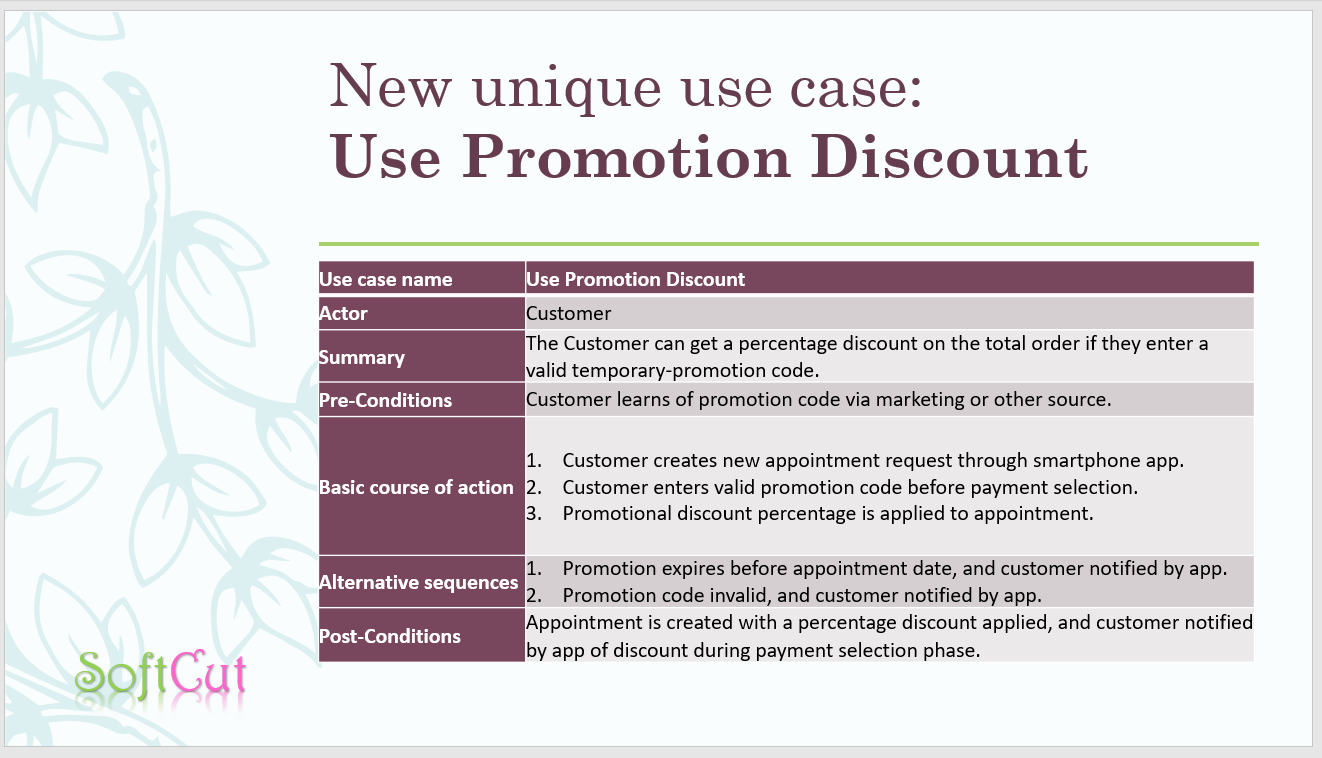 New unique use case:
Use Promotion Discount
Use case name Use Promotion Discount
Actor Customer
Summary The Customer can get a percentage discount on the total order if they enter a
valid temporary-promotion code.
Pre-Conditions Customer learns of promotion code via marketing or other source.
Basic course of action
1. Customer creates new appointment request through smartphone app.
2. Customer enters valid promotion code before payment selection.
3. Promotional discount percentage is applied to appointment.
Alternative sequences
1. Promotion expires before appointment date, and customer notified by app.
2. Promotion code invalid, and customer notified by app.
Post-Conditions Appointment is created with a percentage discount applied, and customer notified
by app of discount during payment selection phase.
SoftCut